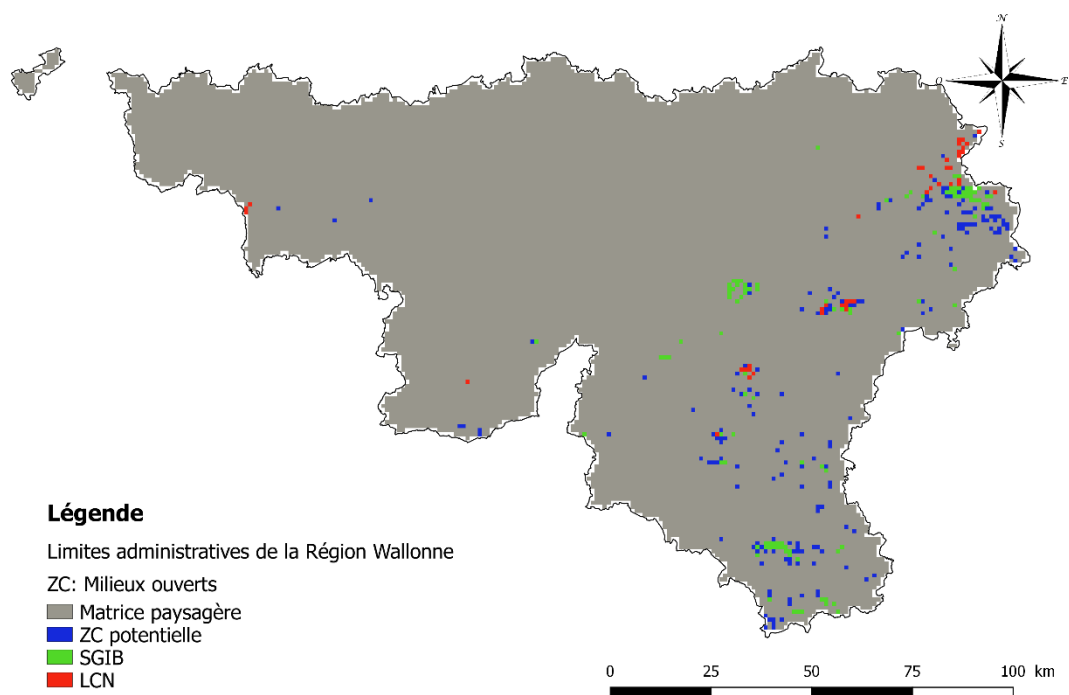 N
O
E
S
Légende
Limites administratives de la Région Wallonne
ZC: Milieux ouverts
Matrice paysagère
ZC potentielle
SGIB
LCN
0 25 50 75 100 km